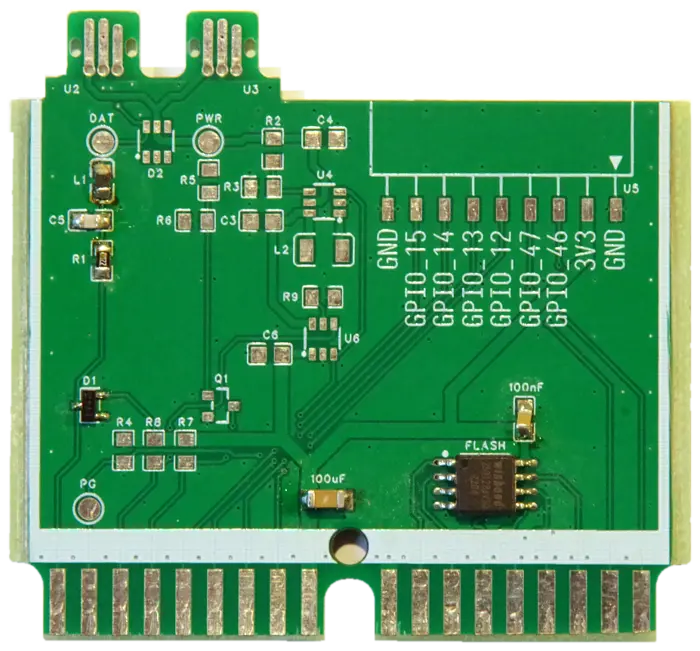 U2
U3
DAT
PWR
R2
C4
D2
L1
R5
R3
U4
U5
C5
R6
C3
L2
R1
GND
GPIO_15
GPIO_14
GPIO_13
GPIO_12
GPIO_47
GPIO_46
3V3
GND
R9
U6
C6
D1
Q1
100nF
R4
R8
R7
FLASH
PG
100uF
winbond